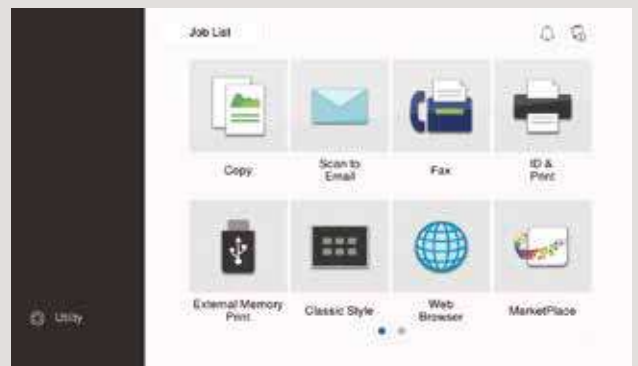 Job List
Copy
Scan to
Email
Fax
ID &
Print
External Memory
Print
Classic Style
Web
Browser
MarketPlace
Utility